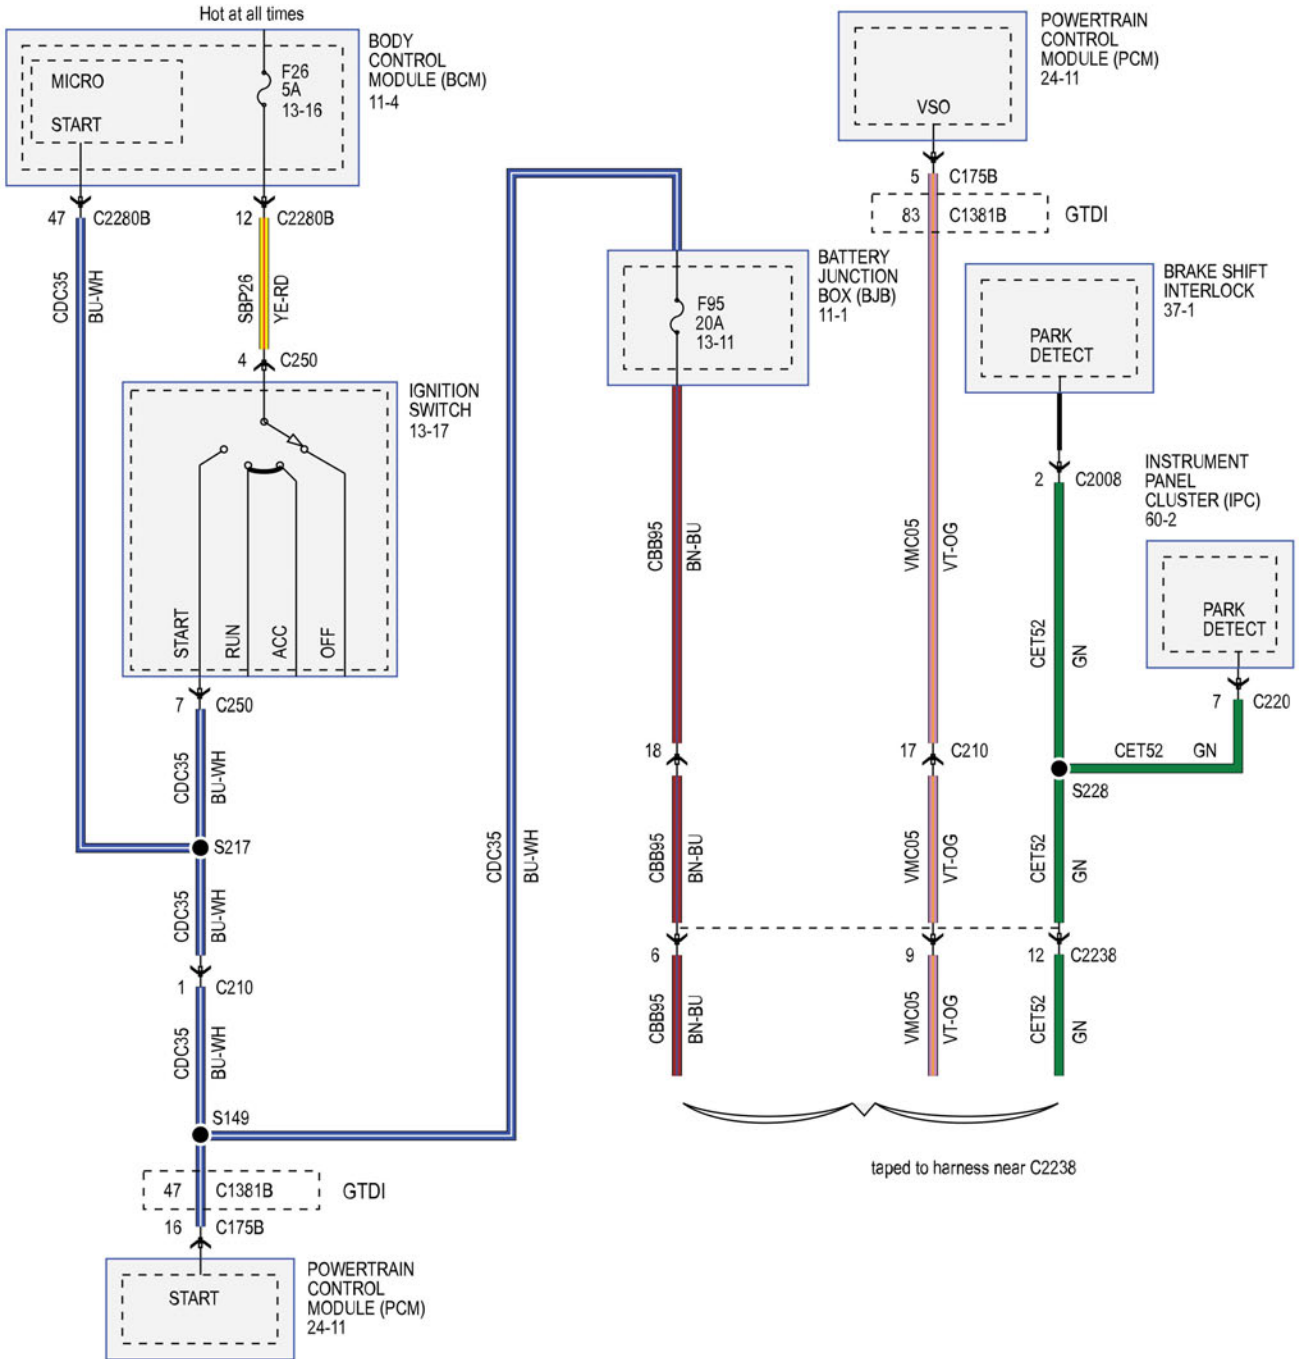 Hot at all times
BODY
CONTROL
MODULE (BCM)
11-4
MICRO
START
F26
5A
13-16
47 C2280B
12 C2280B
CDC35
BU-WH
SBP26
YE-RD
4 C250
IGNITION
SWITCH
13-17
START
RUN
ACC
OFF
7 C250
CDC35
BU-WH
S217
CDC35
BU-WH
1 C210
CDC35
BU-WH
S149
47 C1381B
GTDI
16 C175B
START
POWERTRAIN
CONTROL
MODULE (PCM)
24-11
CDC35
BU-WH
BATTERY
JUNCTION
BOX (BJB)
11-1
F95
20A
13-11
CBB95
BN-BU
18
CBB95
BN-BU
6
CBB95
BN-BU
POWERTRAIN
CONTROL
MODULE (PCM)
24-11
VSO
5 C175B
83 C1381B
GTDI
VMC05
VT-OG
17 C210
VMC05
VT-OG
9
VMC05
VT-OG
BRAKE SHIFT
INTERLOCK
37-1
PARK
DETECT
2 C2008
CET52
GN
INSTRUMENT
PANEL
CLUSTER (IPC)
60-2
PARK
DETECT
7 C220
CET52 GN
S228
CET52
GN
12 C2238
CET52
GN
taped to harness near C2238